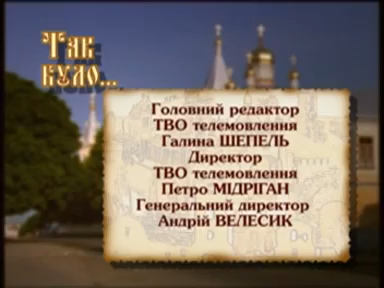 Так
було...
Головний редактор
ТВО телемовлення
Галина ШЕПЕЛЬ
Директор
ТВО телемовлення
Петро МІДРІГАН
Генеральний директор
Андрій ВЕЛЕСИК